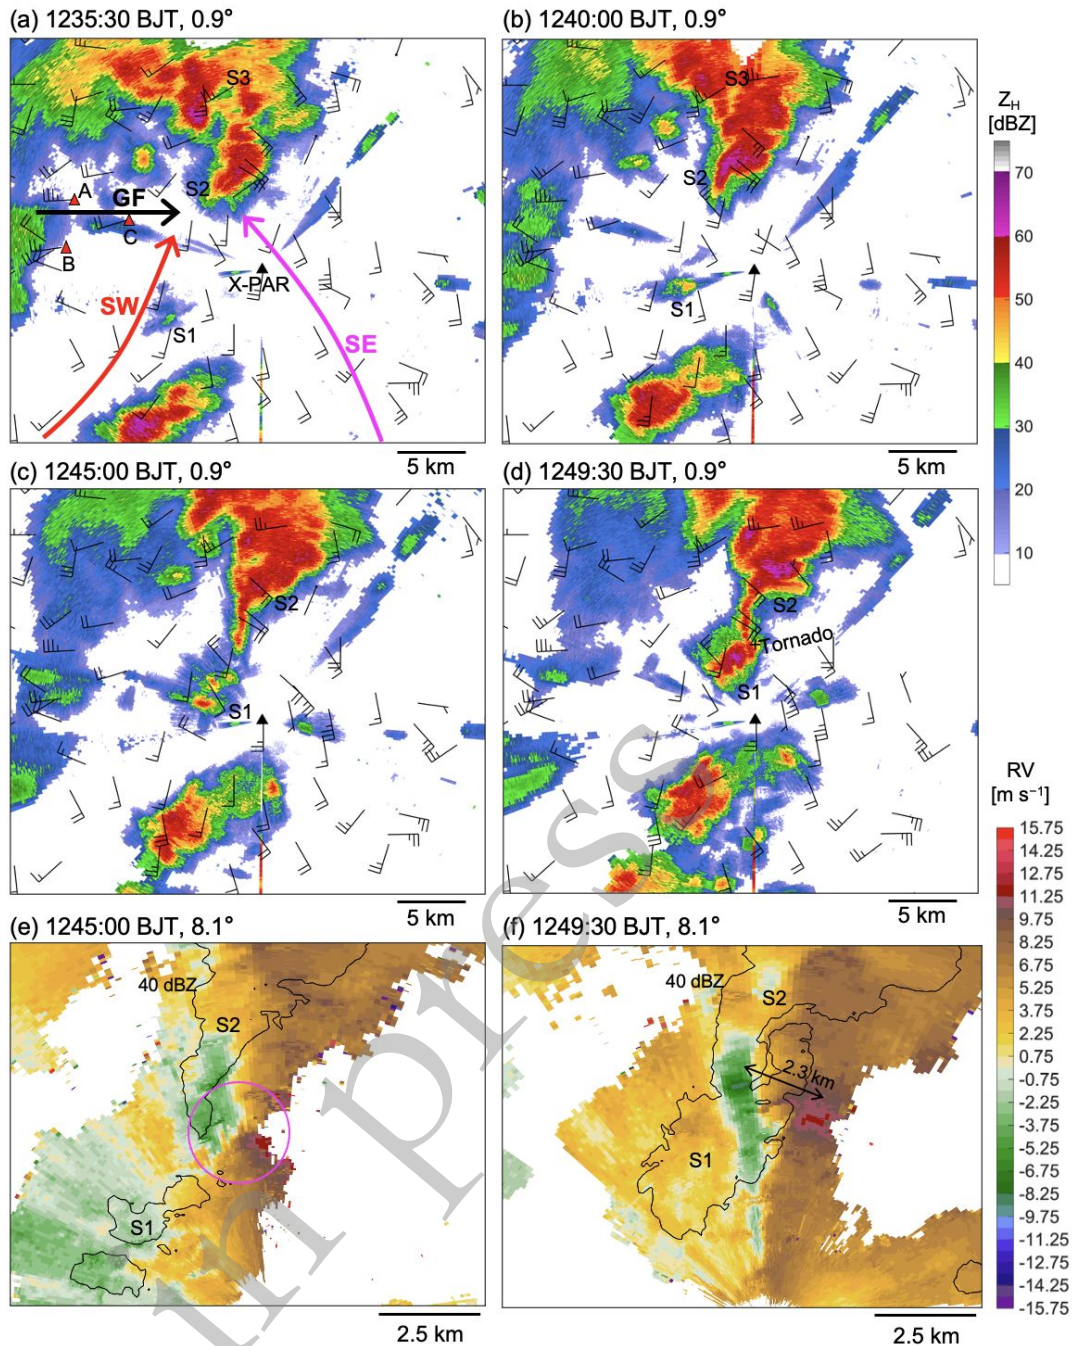 (a) 1235:30 BJT, 0.9°
(b) 1240:00 BJT, 0.9°
S3
S2
A
GF
C
B
X-PAR
SW
S1
SE
5 km
S3
S2
S1
5 km
Z_H
[dBZ]
70
60
50
40
30
20
10
(c) 1245:00 BJT, 0.9°
(d) 1249:30 BJT, 0.9°
S2
S1
5 km
S2
Tornado
S1
5 km
RV
[m s⁻¹]
15.75
14.25
12.75
11.25
9.75
8.25
6.75
5.25
3.75
2.25
0.75
-0.75
-2.25
-3.75
-5.25
-6.75
-8.25
-9.75
-11.25
-12.75
-14.25
-15.75
(e) 1245:00 BJT, 8.1°
(f) 1249:30 BJT, 8.1°
40 dBZ
S2
S1
2.5 km
40 dBZ
S2
2.3 km
S1
2.5 km
in press